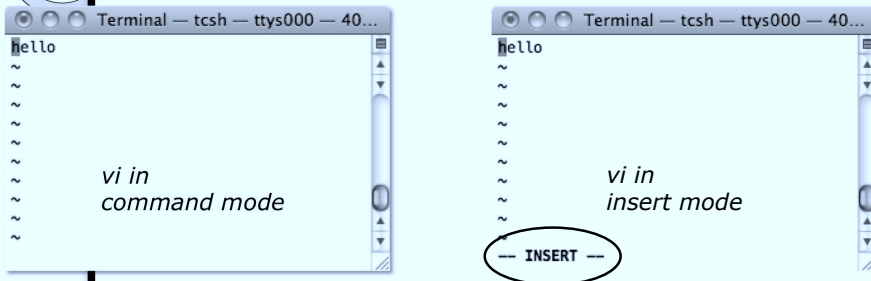 Terminal — tcsh — ttys000 — 40...
hello
~
~
~
~
~
~
~
~
~
~
vi in
command mode
Terminal — tcsh — ttys000 — 40...
hello
~
~
~
~
~
~
~
~
~
~
vi in
insert mode
-- INSERT --